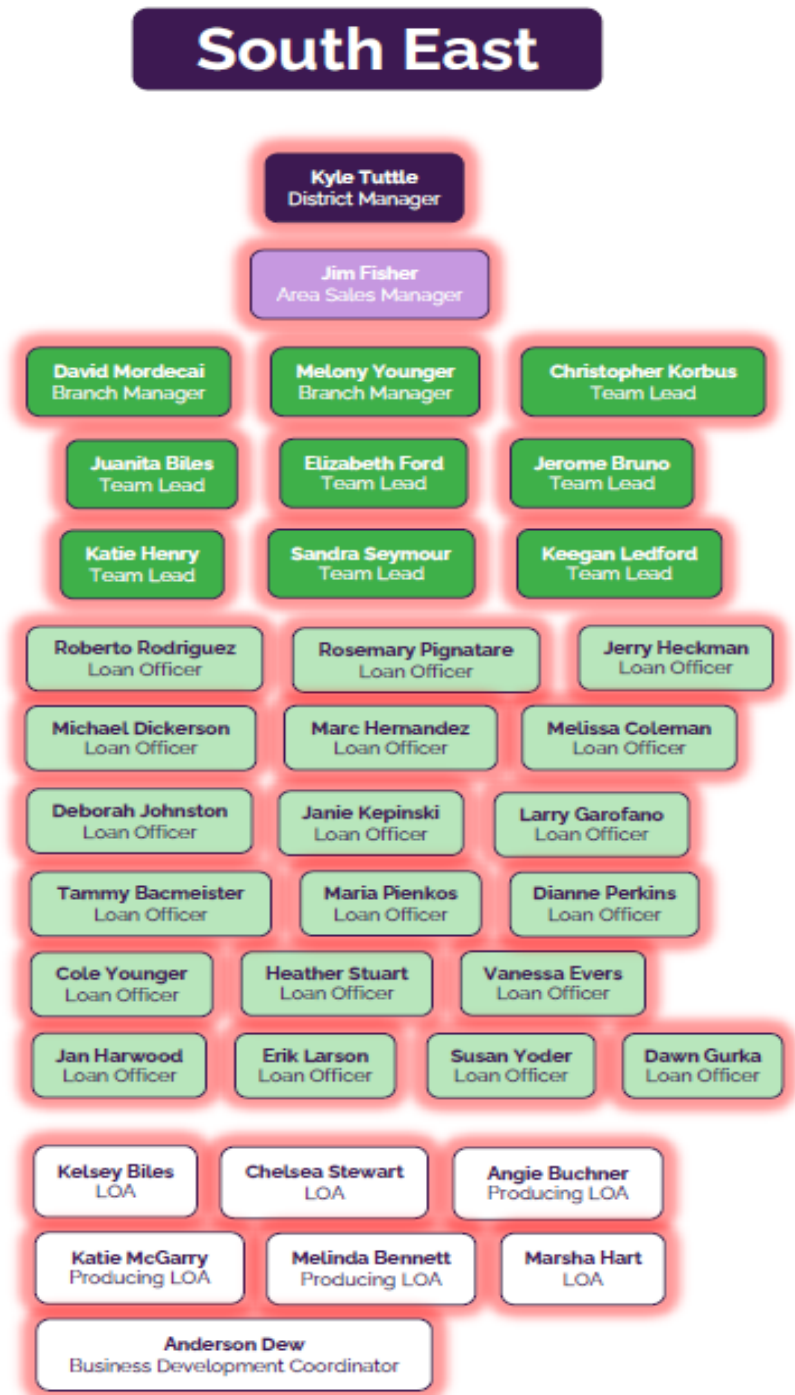 South East
Kyle Tuttle
District Manager
Jim Fisher
Area Sales Manager
David Mordecai
Branch Manager
Melony Younger
Branch Manager
Christopher Korbus
Team Lead
Juanita Biles
Team Lead
Elizabeth Ford
Team Lead
Jerome Bruno
Team Lead
Katie Henry
Team Lead
Sandra Seymour
Team Lead
Keegan Ledford
Team Lead
Roberto Rodriguez
Loan Officer
Rosemary Pignatare
Loan Officer
Jerry Heckman
Loan Officer
Michael Dickerson
Loan Officer
Marc Hernandez
Loan Officer
Melissa Coleman
Loan Officer
Deborah Johnston
Loan Officer
Janie Kepinski
Loan Officer
Larry Garofano
Loan Officer
Tammy Bacmeister
Loan Officer
Maria Pienkos
Loan Officer
Dianne Perkins
Loan Officer
Cole Younger
Loan Officer
Heather Stuart
Loan Officer
Vanessa Evers
Loan Officer
Jan Harwood
Loan Officer
Erik Larson
Loan Officer
Susan Yoder
Loan Officer
Dawn Gurka
Loan Officer
Kelsey Biles
LOA
Chelsea Stewart
LOA
Angie Buchner
Producing LOA
Katie McGarry
Producing LOA
Melinda Bennett
Producing LOA
Marsha Hart
LOA
Anderson Dew
Business Development Coordinator